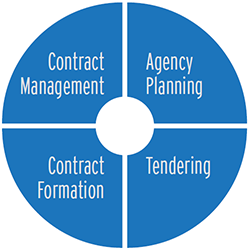 Contract
Management
Agency
Planning
Contract
Formation
Tendering